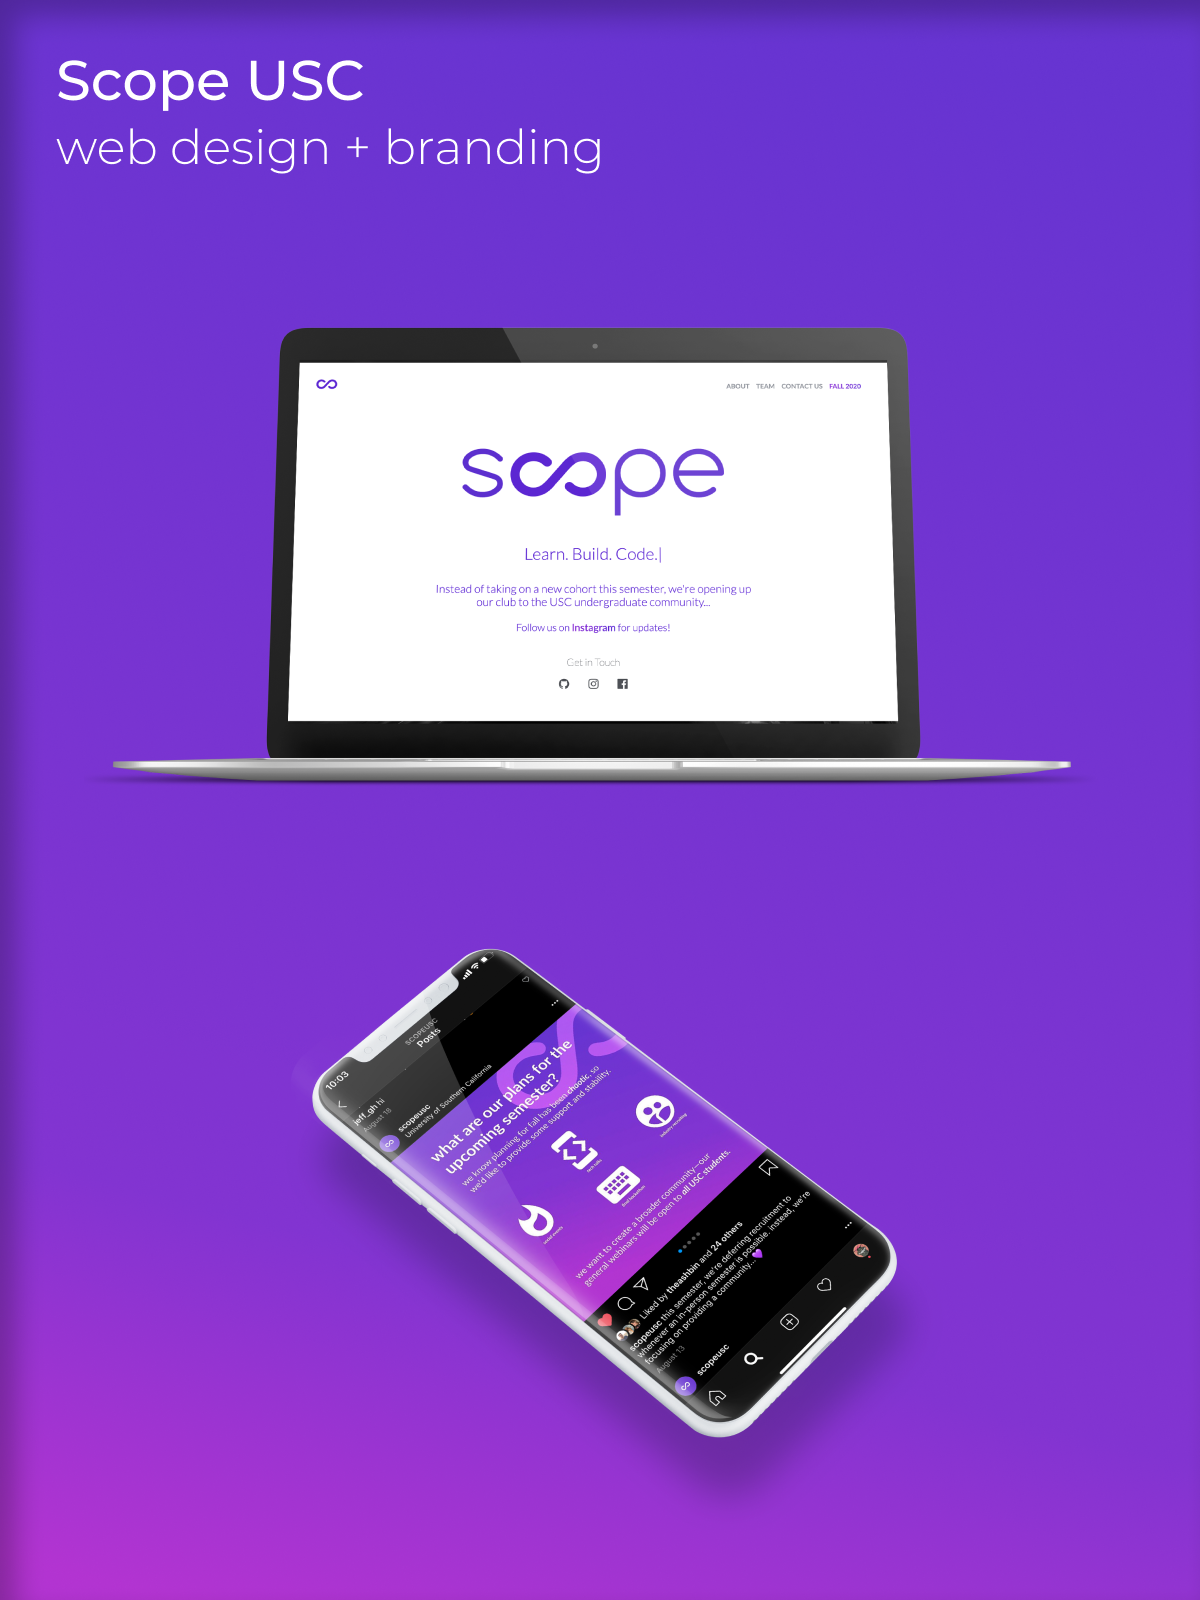 Scope USC
web design + branding
ABOUT TEAM CONTACT US FALL 2020
scope
Learn. Build. Code.|
Instead of taking on a new cohort this semester, we're opening up
our club to the USC undergraduate community...
Follow us on Instagram for updates!
Get in Touch
10:03
SCOPEUSC
Posts
jeff_gh hi
August 18
scopeusc
University of Southern California
what are our plans for the
upcoming semester?
we know planning for fall has been chaotic, so
we'd like to provide some support and stability.
tech talks
social events
we want to create a broader community—our
general webinars will be open to all USC students.
Liked by theashbin and 24 others
scopeusc this semester, we're deferring recruitment to
whenever an in-person semester is possible. instead, we're
focusing on providing a community... 💜
August 13
scopeusc